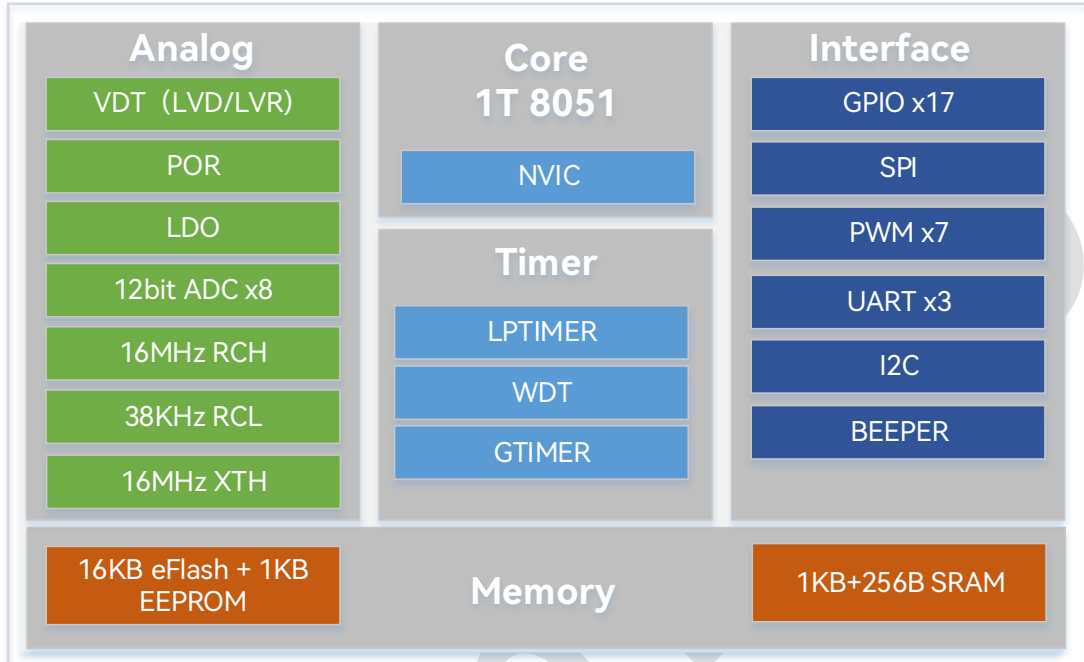 Analog
VDT（LVD/LVR)
POR
LDO
12bit ADC x8
16MHz RCH
38KHz RCL
16MHz XTH
Core
1T 8051
NVIC
Timer
LPTIMER
WDT
GTIMER
Interface
GPIO x17
SPI
PWM x7
UART x3
I2C
BEEPER
16KB eFlash + 1KB
EEPROM
Memory
1KB+256B SRAM